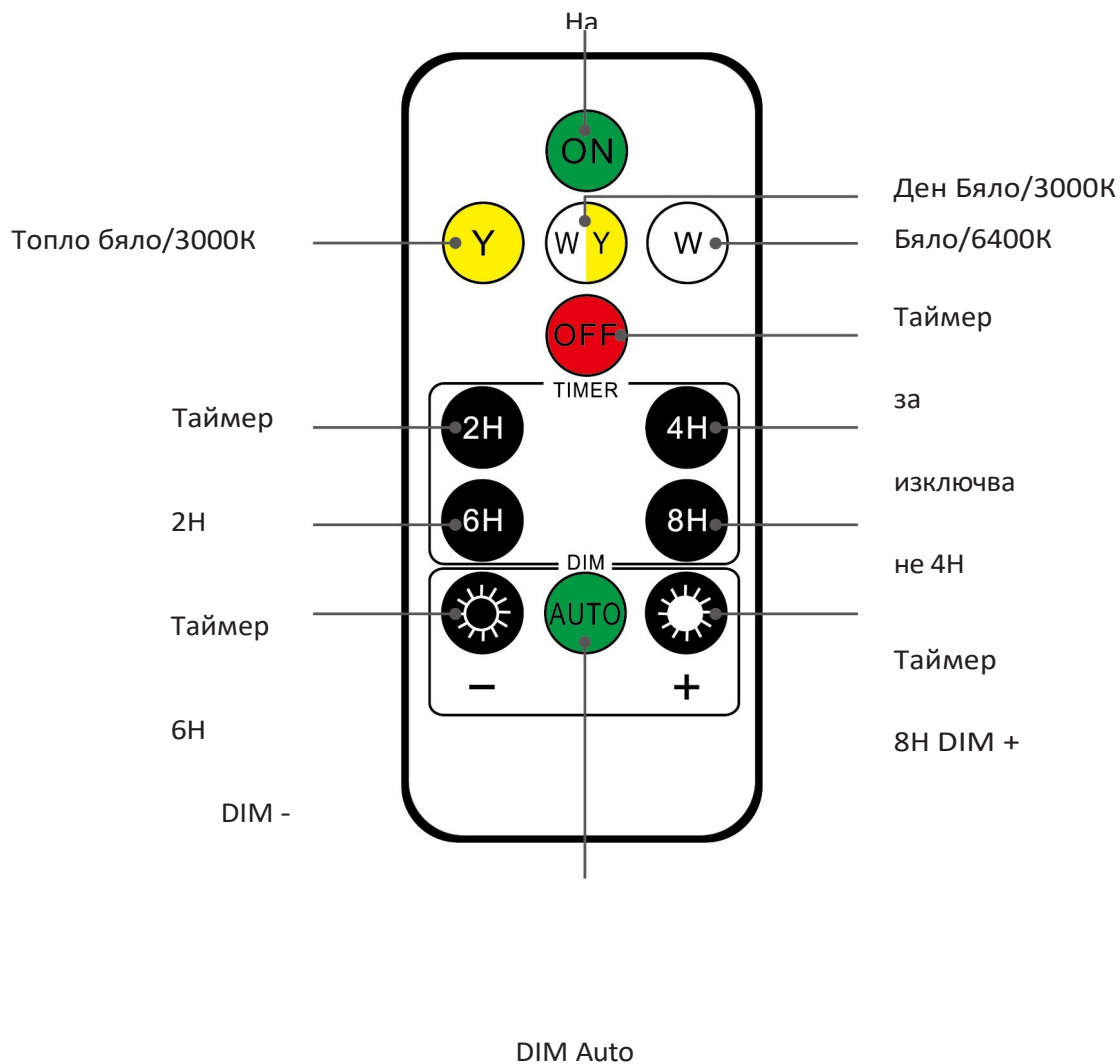 На
ON
Ден Бяло/3000К
Топло бяло/3000К
Y
W Y
W
Бяло/6400К
OFF
Таймер
TIMER
за
Таймер
2H
4H
изключва
2H
6H
8H
не 4H
DIM
AUTO
Таймер
Таймер
− +
6H
8H DIM +
DIM -
DIM Auto